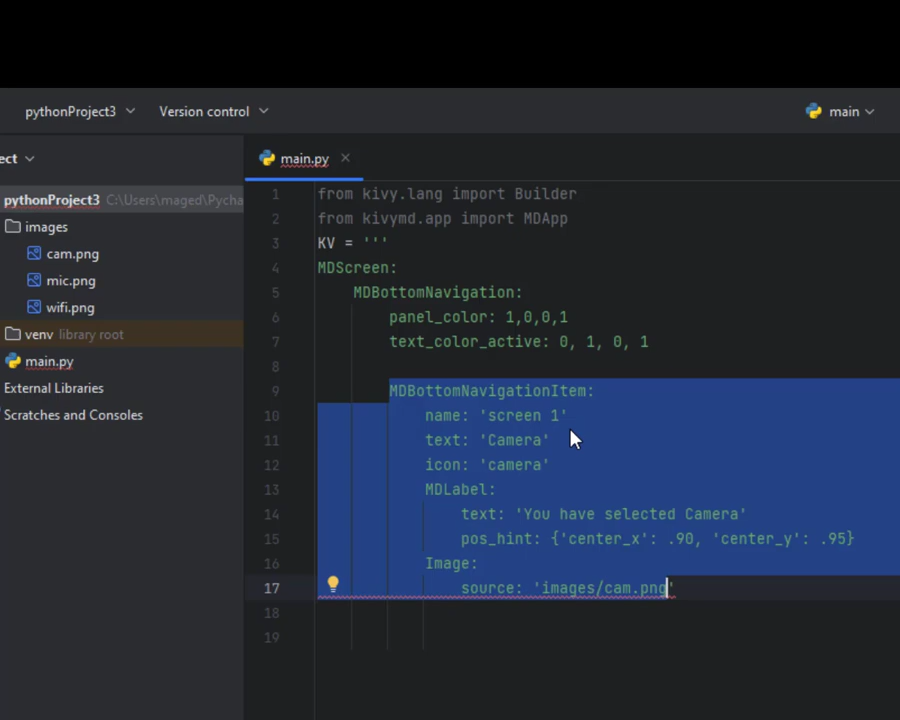 pythonProject3 Version control main
ect main.py
pythonProject3 C:\Users\maged\Pycha
images
cam.png
mic.png
wifi.png
venv library root
main.py
External Libraries
Scratches and Consoles
1 from kivy.lang import Builder
2 from kivymd.app import MDApp
3 KV = '''
4 MDScreen:
5 MDBottomNavigation:
6 panel_color: 1,0,0,1
7 text_color_active: 0, 1, 0, 1
8
9 MDBottomNavigationItem:
10 name: 'screen 1'
11 text: 'Camera'
12 icon: 'camera'
13 MDLabel:
14 text: 'You have selected Camera'
15 pos_hint: {'center_x': .90, 'center_y': .95}
16 Image:
17 source: 'images/cam.png'
18
19